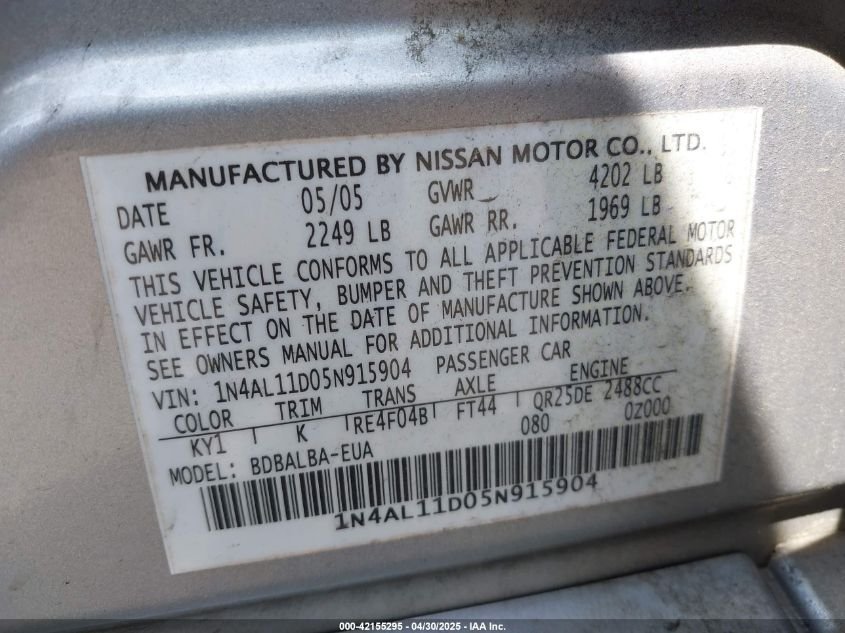 MANUFACTURED BY NISSAN MOTOR CO., LTD.
DATE 05/05 GVWR 4202 LB
GAWR FR. 2249 LB GAWR RR. 1969 LB
THIS VEHICLE CONFORMS TO ALL APPLICABLE FEDERAL MOTOR
VEHICLE SAFETY, BUMPER AND THEFT PREVENTION STANDARDS
IN EFFECT ON THE DATE OF MANUFACTURE SHOWN ABOVE.
SEE OWNERS MANUAL FOR ADDITIONAL INFORMATION.
VIN: 1N4AL11D05N915904 PASSENGER CAR
COLOR TRIM TRANS AXLE ENGINE
KY1 K RE4F04B FT44 QR25DE 2488CC
MODEL: BDBALBA-EUA 080 0Z000
1N4AL11D05N915904
000-42155295 - 04/30/2025 - IAA Inc.